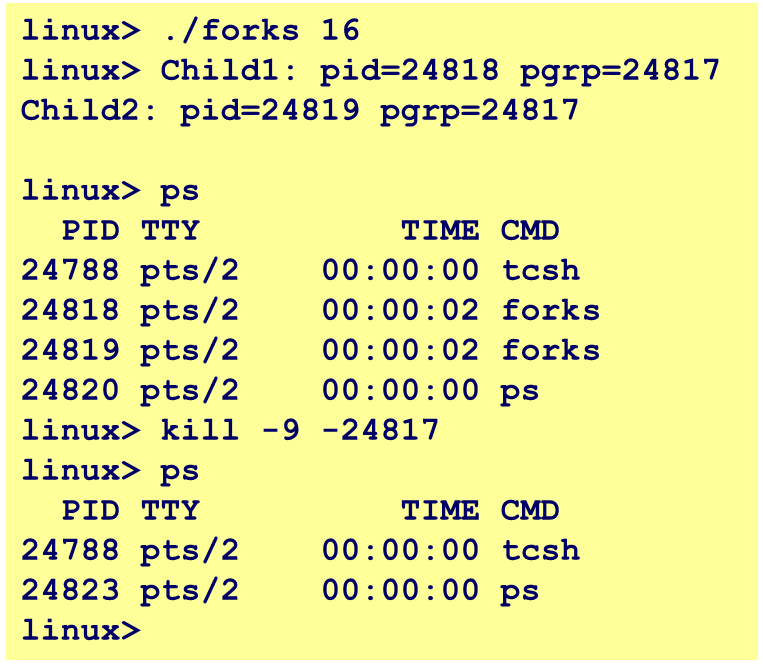 linux> ./forks 16
linux> Child1: pid=24818 pgrp=24817
Child2: pid=24819 pgrp=24817
linux> ps
  PID TTY          TIME CMD
24788 pts/2    00:00:00 tcsh
24818 pts/2    00:00:02 forks
24819 pts/2    00:00:02 forks
24820 pts/2    00:00:00 ps
linux> kill -9 -24817
linux> ps
  PID TTY          TIME CMD
24788 pts/2    00:00:00 tcsh
24823 pts/2    00:00:00 ps
linux>